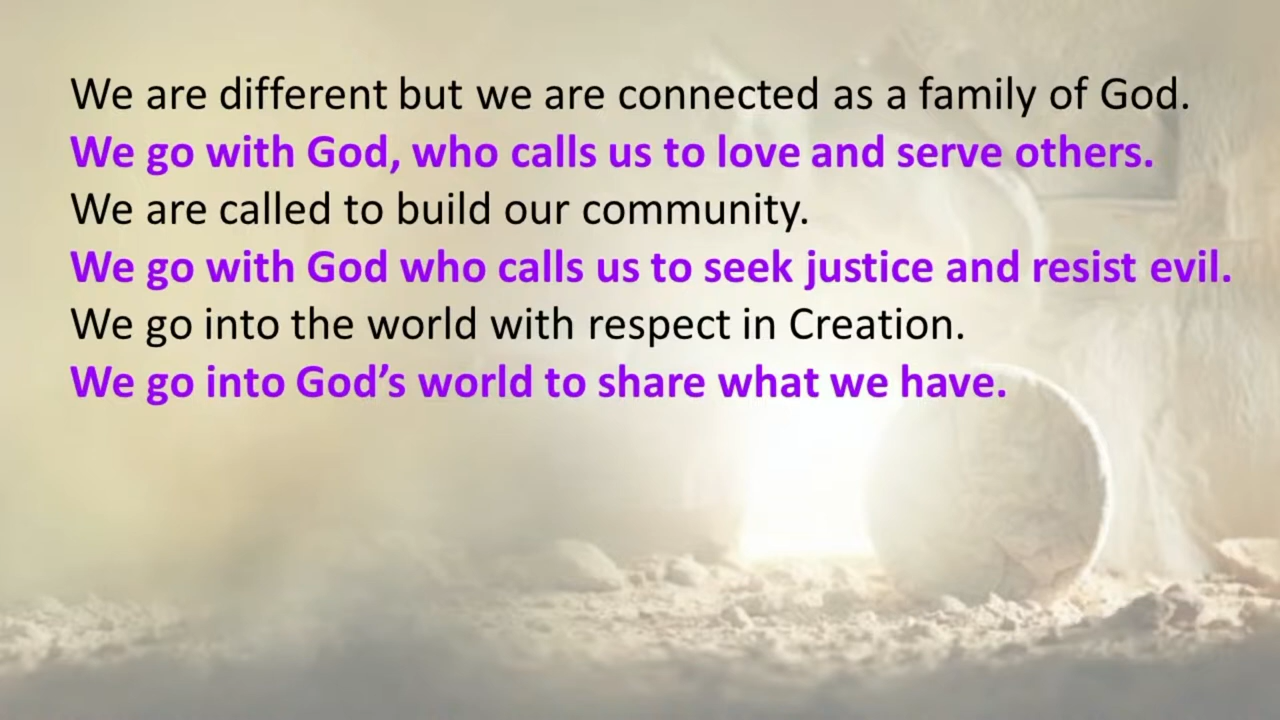 We are different but we are connected as a family of God.
We go with God, who calls us to love and serve others.
We are called to build our community.
We go with God who calls us to seek justice and resist evil.
We go into the world with respect in Creation.
We go into God’s world to share what we have.